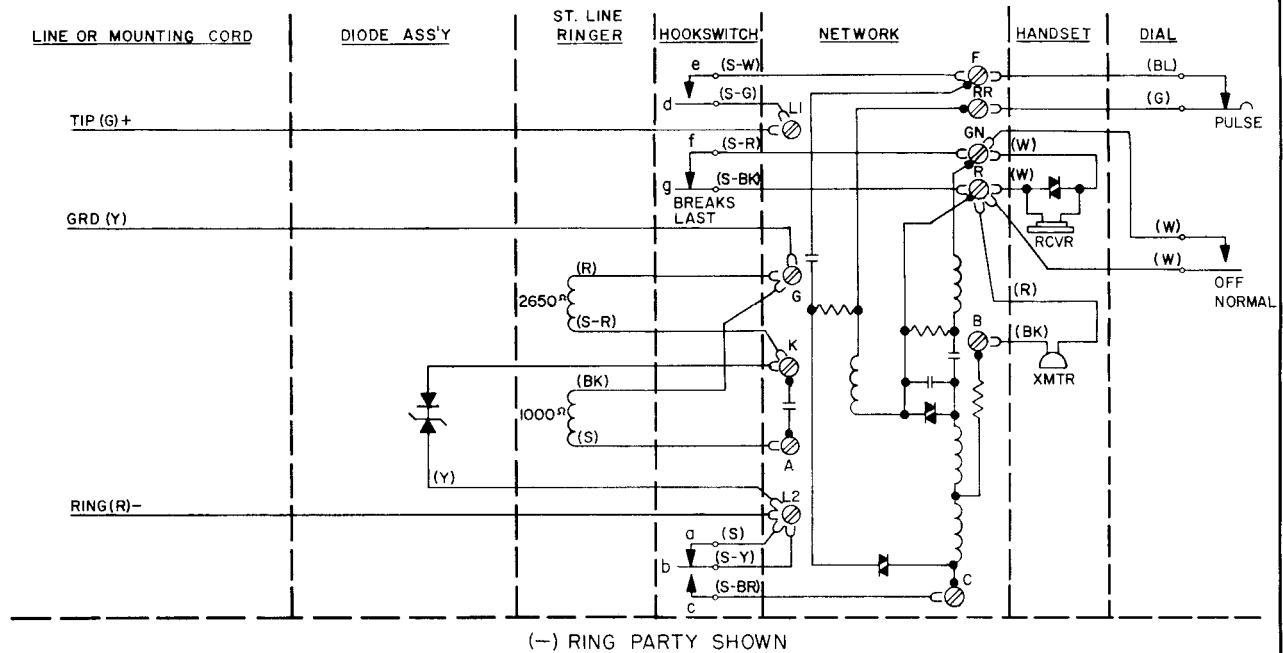 LINE OR MOUNTING CORD
DIODE ASS'Y
ST. LINE
RINGER
HOOKSWITCH
NETWORK
HANDSET
DIAL
e (S-W)
F
(BL)
d (S-G)
L1
RR
(G)
PULSE
TIP (G) +
f (S-R)
GN
(W)
g (S-BK)
R
(W)
BREAKS
LAST
RCVR
GRD (Y)
(W)
(R)
G
(W)
OFF
NORMAL
2650Ω
(S-R)
(R)
K
B
(BK)
XMTR
(BK)
1000Ω
(S)
A
(Y)
L2
RING (R) −
a (S)
b (S-Y)
c (S-BR)
C
(−) RING PARTY SHOWN